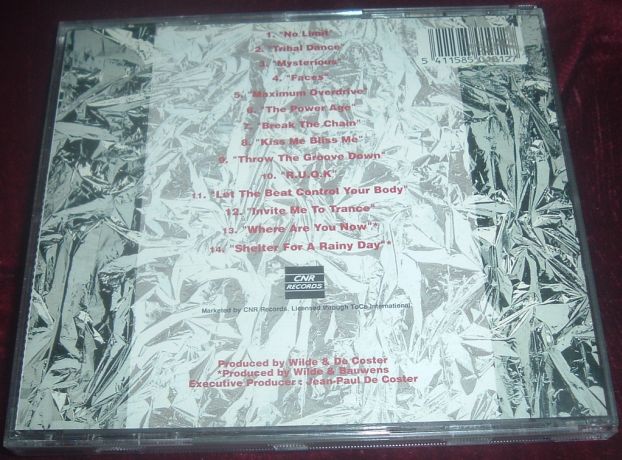 1. "No Limit"
2. "Tribal Dance"
3. "Mysterious"
4. "Faces"
5. "Maximum Overdrive"
6. "The Power Age"
7. "Break The Chain"
8. "Kiss Me Bliss Me"
9. "Throw The Groove Down"
10. "R.U.O.K"
11. "Let The Beat Control Your Body"
12. "Invite Me To Trance"
13. "Where Are You Now"*
14. "Shelter For A Rainy Day"*
CNR
RECORDS
Marketed by CNR Records. Licensed through ToCo International.
Produced by Wilde & De Coster
*Produced by Wilde & Bauwens
Executive Producer : Jean-Paul De Coster